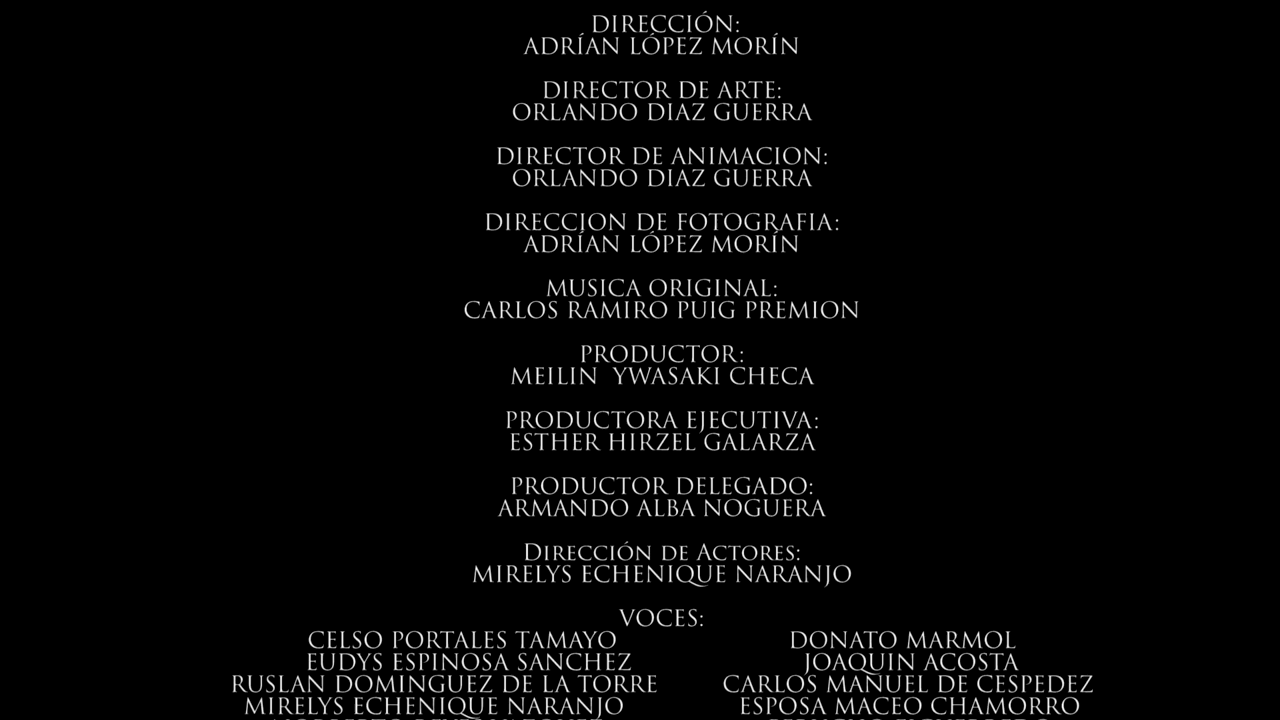 DIRECCIÓN:
ADRÍAN LÓPEZ MORÍN
DIRECTOR DE ARTE:
ORLANDO DIAZ GUERRA
DIRECTOR DE ANIMACION:
ORLANDO DIAZ GUERRA
DIRECCION DE FOTOGRAFIA:
ADRÍAN LÓPEZ MORÍN
MUSICA ORIGINAL:
CARLOS RAMIRO PUIG PREMION
PRODUCTOR:
MEILIN  YWASAKI CHECA
PRODUCTORA EJECUTIVA:
ESTHER HIRZEL GALARZA
PRODUCTOR DELEGADO:
ARMANDO ALBA NOGUERA
DIRECCIÓN DE ACTORES:
MIRELYS ECHENIQUE NARANJO
VOCES:
CELSO PORTALES TAMAYO DONATO MARMOL
EUDYS ESPINOSA SANCHEZ JOAQUIN ACOSTA
RUSLAN DOMINGUEZ DE LA TORRE CARLOS MAÑUEL DE CESPEDEZ
MIRELYS ECHENIQUE NARANJO ESPOSA MACEO CHAMORRO